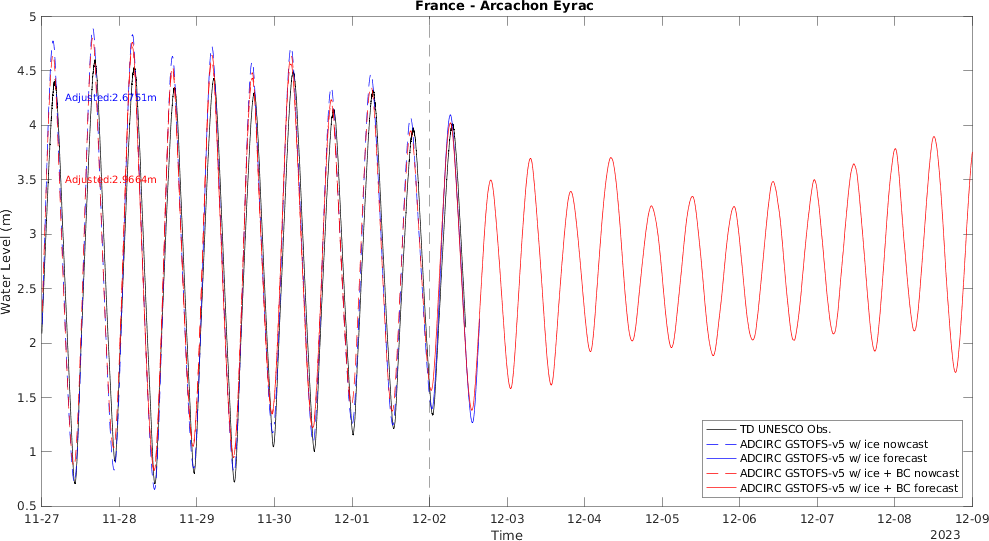 France - Arcachon Eyrac
5
4.5
4
3.5
3
2.5
2
1.5
1
0.5
Water Level (m)
Adjusted:2.6751m
Adjusted:2.9664m
TD UNESCO Obs.
ADCIRC GSTOFS-v5 w/ ice nowcast
ADCIRC GSTOFS-v5 w/ ice forecast
ADCIRC GSTOFS-v5 w/ ice + BC nowcast
ADCIRC GSTOFS-v5 w/ ice + BC forecast
11-27 11-28 11-29 11-30 12-01 12-02 12-03 12-04 12-05 12-06 12-07 12-08 12-09
Time
2023